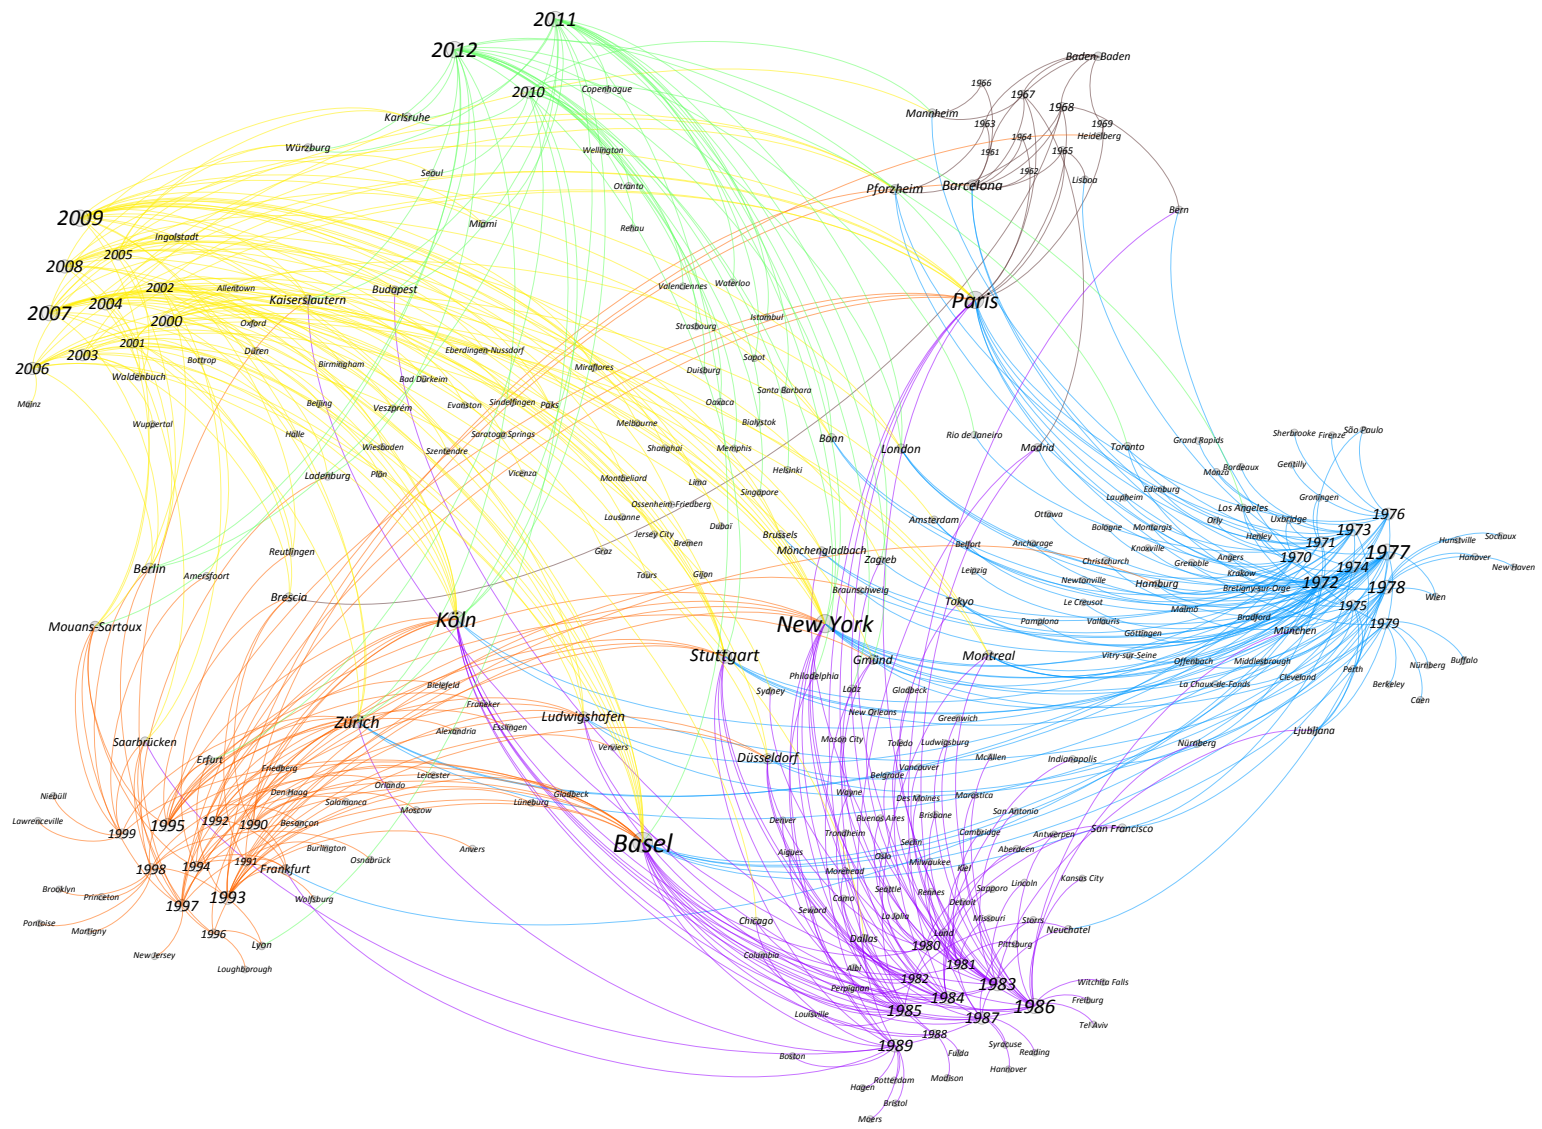 2011
2012
2010
Copenhague
Baden-Baden
1966
1967
1968
Karlsruhe
Mannheim
1963
1969
1964
Heidelberg
Würzburg
Wellington
1961
1965
Seoul
1962
Otranto
Pforzheim
Barcelona
Lisboa
2009
Miami
Rehau
Bern
Ingolstadt
2005
2008
2002
Allentown
Kaiserslautern
Budapest
Valenciennes
Waterloo
Paris
2004
2007
2000
Oxford
Strasbourg
Istambul
2001
2003
Düren
Eberdingen-Nussdorf
Sopot
2006
Bottrop
Birmingham
Miraflores
Duisburg
Waldenbuch
Bad Dürkeim
Santa Barbara
Mainz
Beijing
Veszprém
Evanston
Sindelfingen
Paks
Oaxaca
Wuppertal
Melbourne
Bialystok
Halle
Wiesbaden
Saratoga Springs
Szentendre
Shanghai
Memphis
Bonn
London
Rio de Janeiro
Madrid
Toronto
Grand Rapids
Sherbrooke
Firenze
São Paulo
Ladenburg
Plön
Vicenza
Montbeliard
Lima
Helsinki
Monza
Bordeaux
Gentilly
Singapore
Laupheim
Edimburg
Groningen
Ossenheim-Friedberg
Los Angeles
Lausanne
Dubaï
Amsterdam
Ottawa
Bologne
Montargis
Orly
Uxbridge
1976
Jersey City
Brussels
Henley
1973
1971
Reutlingen
Graz
Bremen
Mönchengladbach
Zagreb
Belfort
Anchorage
Knoxville
Angers
1970
1977
Hunstville
Sochaux
Christchurch
Grenoble
Hanover
Berlin
Amersfoort
Tours
Gijon
Leipzig
Krakow
1974
New Haven
Brescia
Braunschweig
Tokyo
Newtonville
Hamburg
Bretigny-sur-Orge
1972
1978
Le Creusot
Malmö
1975
Wien
Mouans-Sartoux
Köln
New York
Pamplona
Vallauris
Bradford
Göttingen
München
1979
Stuttgart
Gmünd
Montreal
Vitry-sur-Seine
Offenbach
Middlesbrough
Perth
Nürnberg
Buffalo
Bielefeld
Philadelphia
Cleveland
La Chaux-de-Fonds
Berkeley
Franeker
Sydney
Lodz
Gladbeck
Caen
Zürich
Ludwigshafen
New Orleans
Greenwich
Alexandria
Esslingen
Ljubljana
Saarbrücken
Verviers
Mason City
Toledo
Ludwigsburg
Nürnberg
Erfurt
Friedberg
Düsseldorf
McAllen
Indianapolis
Leicester
Vancouver
Belgrade
Niebüll
Den Haag
Orlando
Gladbeck
Wayne
Des Moines
Marostica
Salamanca
Lüneburg
Moscow
San Antonio
Lawrenceville
1999
1995
1992
1990
Besançon
Denver
Buenos Aires
Brisbane
Trondheim
Cambridge
Antwerpen
San Francisco
Basel
Burlington
Anvers
Aigues
Oslo
Sechn
Aberdeen
1998
1994
1991
Osnabrück
Milwaukee
Frankfurt
Morehead
Kiel
Kansas City
Brooklyn
Princeton
1993
Wolfsburg
Seattle
Rennes
Sapporo
Lincoln
1997
Como
Detroit
Seward
Pontoise
Martigny
1996
Chicago
La Jolla
Missouri
Storrs
Neuchatel
New Jersey
Lyon
Dallas
Lund
1980
Pittsburg
Loughborough
Columbia
Albi
1981
1982
1983
Witchita Falls
Perpignan
1984
1986
Freiburg
Louisville
1985
1987
Tel Aviv
1988
1989
Syracuse
Boston
Fulda
Reading
Hannover
Hagen
Rotterdam
Madison
Bristol
Moers